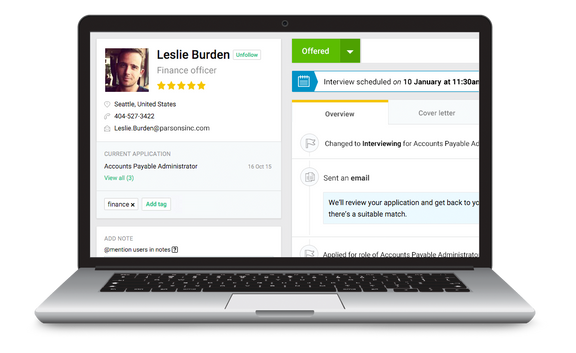 Leslie Burden
Unfollow
Finance officer
Seattle, United States
404-527-3422
Leslie.Burden@parsonsinc.com
CURRENT APPLICATION
Accounts Payable Administrator
16 Oct 15
View all (3)
finance ×
Add tag
ADD NOTE
@mention users in notes ?
Offered
Interview scheduled on 10 January at 11:30am
Overview
Cover letter
Changed to Interviewing for Accounts Payable Ad
Sent an email
We'll review your application and get back to yo
there's a suitable match.
Applied for role of Accounts Payable Administrator